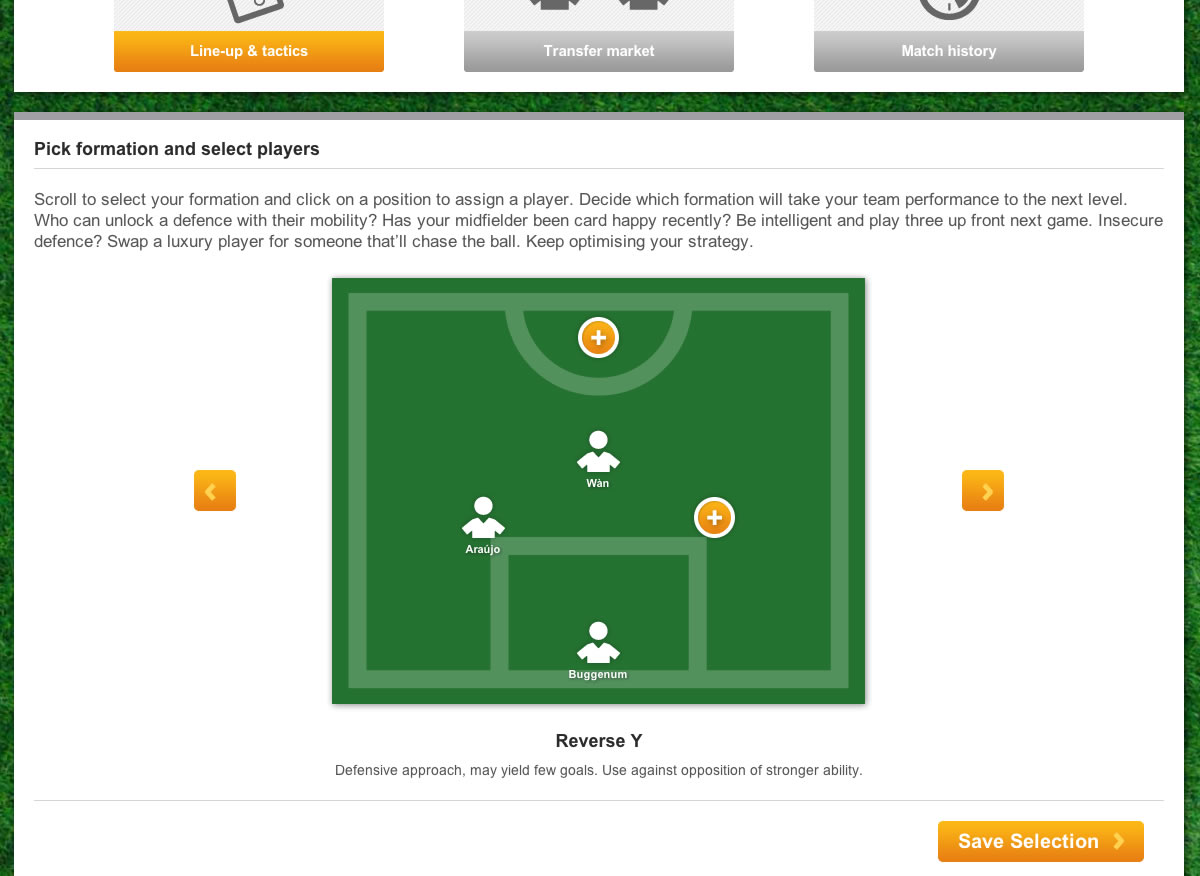 Line-up & tactics
Transfer market
Match history
Pick formation and select players
Scroll to select your formation and click on a position to assign a player. Decide which formation will take your team performance to the next level.
Who can unlock a defence with their mobility? Has your midfielder been card happy recently? Be intelligent and play three up front next game. Insecure
defence? Swap a luxury player for someone that’ll chase the ball. Keep optimising your strategy.
Wàn
Araújo
Buggenum
Reverse Y
Defensive approach, may yield few goals. Use against opposition of stronger ability.
Save Selection